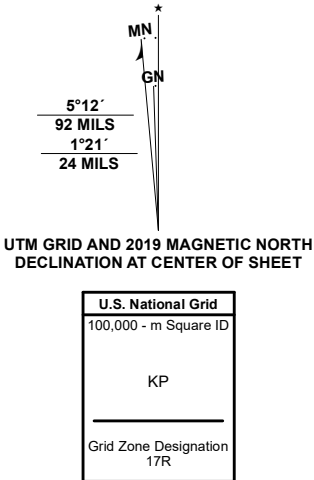 MN
GN
5°12´
92 MILS
1°21´
24 MILS
UTM GRID AND 2019 MAGNETIC NORTH
DECLINATION AT CENTER OF SHEET
U.S. National Grid
100,000 - m Square ID
KP
Grid Zone Designation
17R